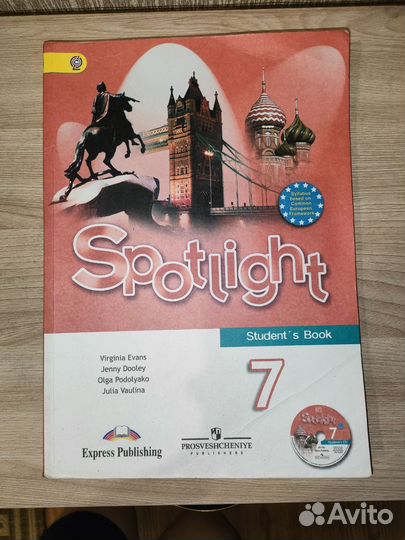 Syllabus
based on
Common
European
Framework
Spotlight
Student's Book
Virginia Evans
Jenny Dooley
Olga Podolyako
Julia Vaulina
7
Spotlight
7
Express Publishing
PROSVESHCHENIYE
PUBLISHERS
Avito